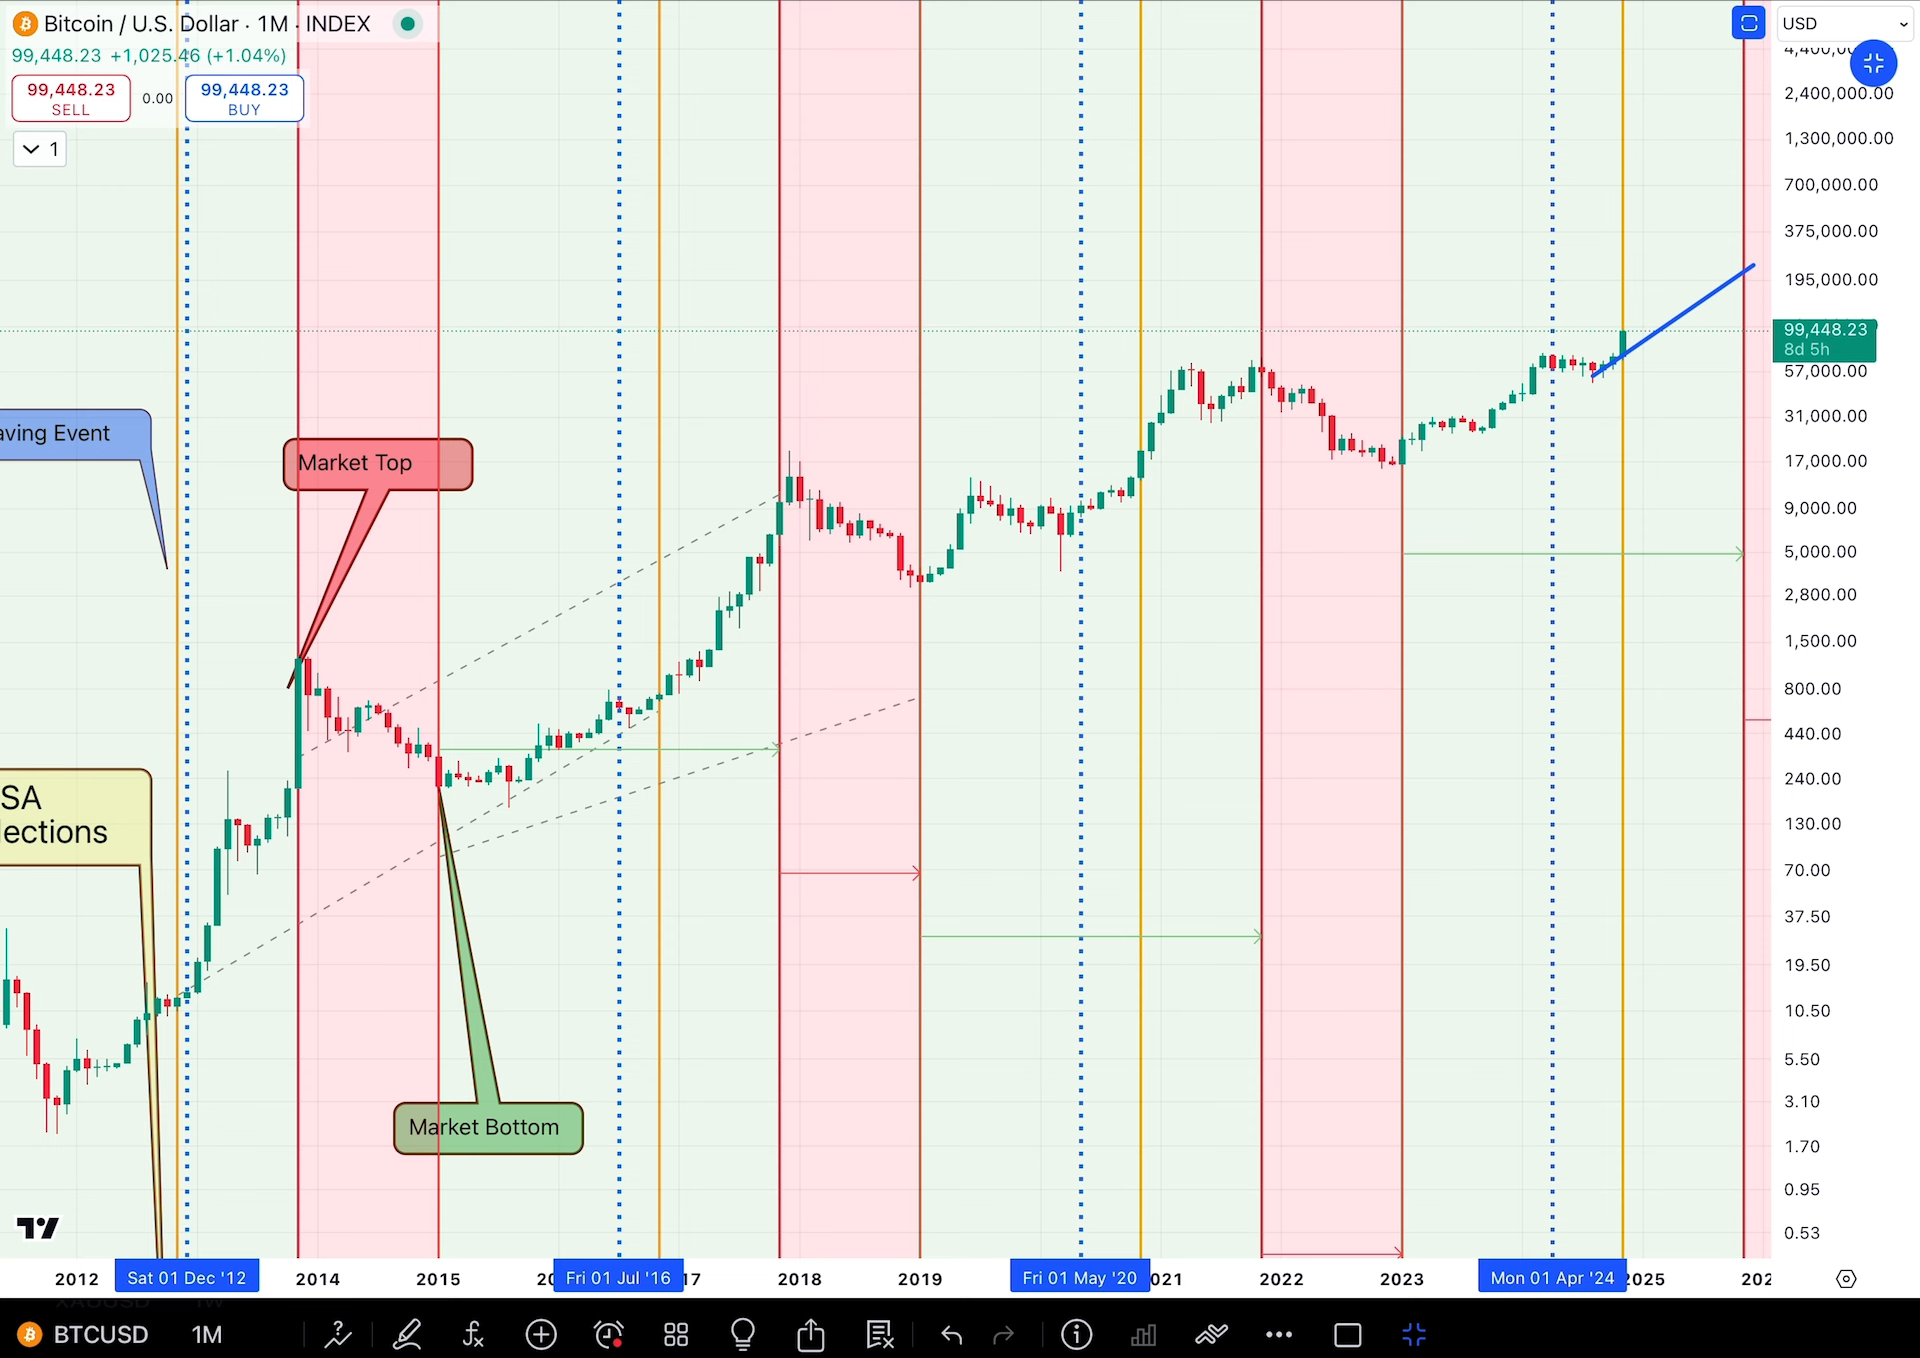 Bitcoin / U.S. Dollar · 1M · INDEX
99,448.23 +1,025.46 (+1.04%)
99,448.23
SELL
0.00
99,448.23
BUY
1
USD
2,400,000.00
1,300,000.00
700,000.00
375,000.00
195,000.00
99,448.23
8d 5h
57,000.00
31,000.00
17,000.00
9,000.00
5,000.00
2,800.00
1,500.00
800.00
440.00
240.00
130.00
70.00
37.50
19.50
10.50
5.50
3.10
1.70
0.95
0.53
aving Event
Market Top
SA
lections
Market Bottom
2012 Sat 01 Dec '12 2014 2015 Fri 01 Jul '16 17 2018 2019 Fri 01 May '20 021 2022 2023 Mon 01 Apr '24 2025 202
BTCUSD 1M